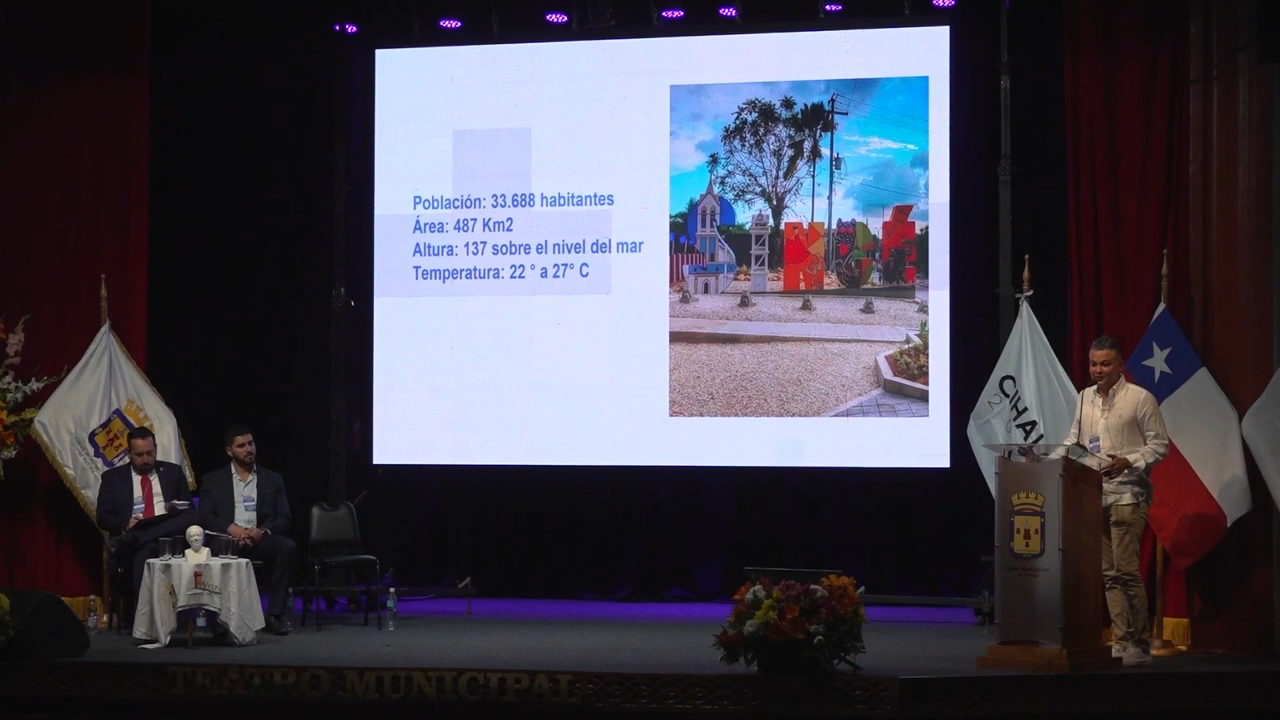 Población: 33.688 habitantes
Área: 487 Km2
Altura: 137 sobre el nivel del mar
Temperatura: 22 ° a 27° C
TEATRO MUNICIPAL